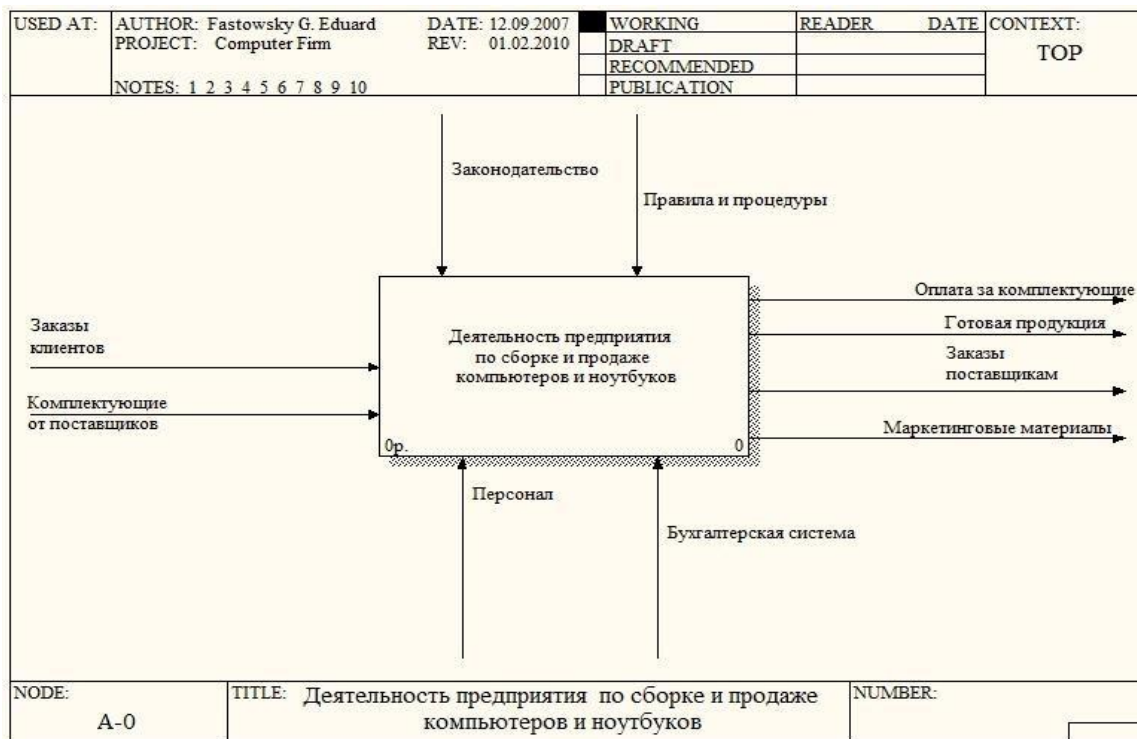 USED AT:
AUTHOR: Fastowsky G. Eduard
DATE: 12.09.2007
PROJECT: Computer Firm
REV: 01.02.2010
NOTES: 1 2 3 4 5 6 7 8 9 10
WORKING
DRAFT
RECOMMENDED
PUBLICATION
READER
DATE
CONTEXT:
TOP
Законодательство
Правила и процедуры
Заказы
клиентов
Комплектующие
от поставщиков
Деятельность предприятия
по сборке и продаже
компьютеров и ноутбуков
0р.
0
Оплата за комплектующие
Готовая продукция
Заказы
поставщикам
Маркетинговые материалы
Персонал
Бухгалтерская система
NODE:
A-0
TITLE:
Деятельность предприятия по сборке и продаже
компьютеров и ноутбуков
NUMBER: